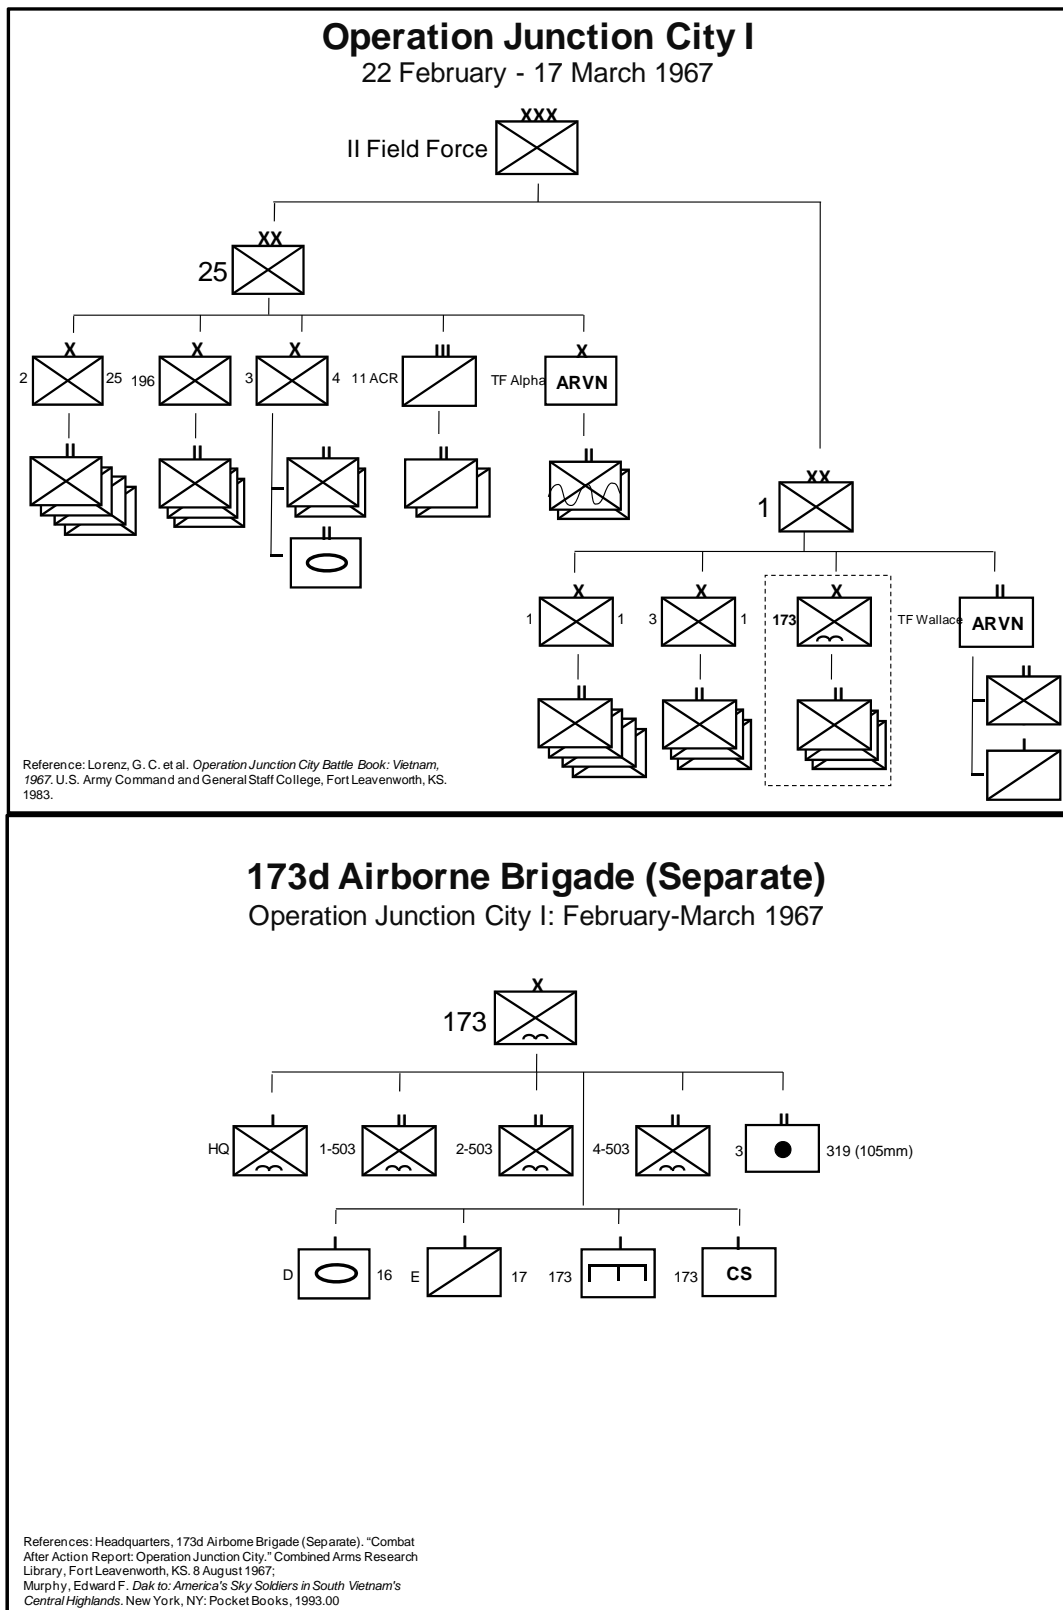 Operation Junction City I
22 February - 17 March 1967
XXX
II Field Force
XX
25
X
X
X
III
X
2
25
196
3
4
11 ACR
TF Alpha
ARVN
II
II
II
II
II
II
XX
1
X
X
X
II
1
1
3
1
173
TF Wallace
ARVN
II
II
II
II
I
Reference: Lorenz, G. C. et al. Operation Junction City Battle Book: Vietnam,
1967. U.S. Army Command and General Staff College, Fort Leavenworth, KS.
1983.
173d Airborne Brigade (Separate)
Operation Junction City I: February-March 1967
X
173
I
II
II
II
II
HQ
1-503
2-503
4-503
3
319 (105mm)
I
I
I
I
D
16
E
17
173
173
CS
References: Headquarters, 173d Airborne Brigade (Separate). “Combat
After Action Report: Operation Junction City.” Combined Arms Research
Library, Fort Leavenworth, KS. 8 August 1967;
Murphy, Edward F. Dak to: America's Sky Soldiers in South Vietnam's
Central Highlands. New York, NY: Pocket Books, 1993.00